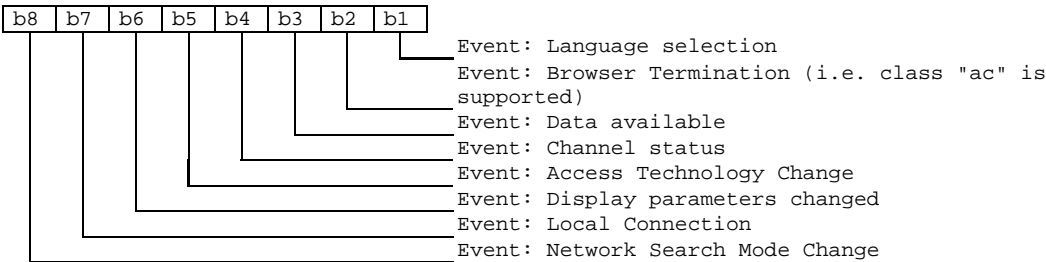 b8 b7 b6 b5 b4 b3 b2 b1
Event: Language selection
Event: Browser Termination (i.e. class "ac" is
supported)
Event: Data available
Event: Channel status
Event: Access Technology Change
Event: Display parameters changed
Event: Local Connection
Event: Network Search Mode Change